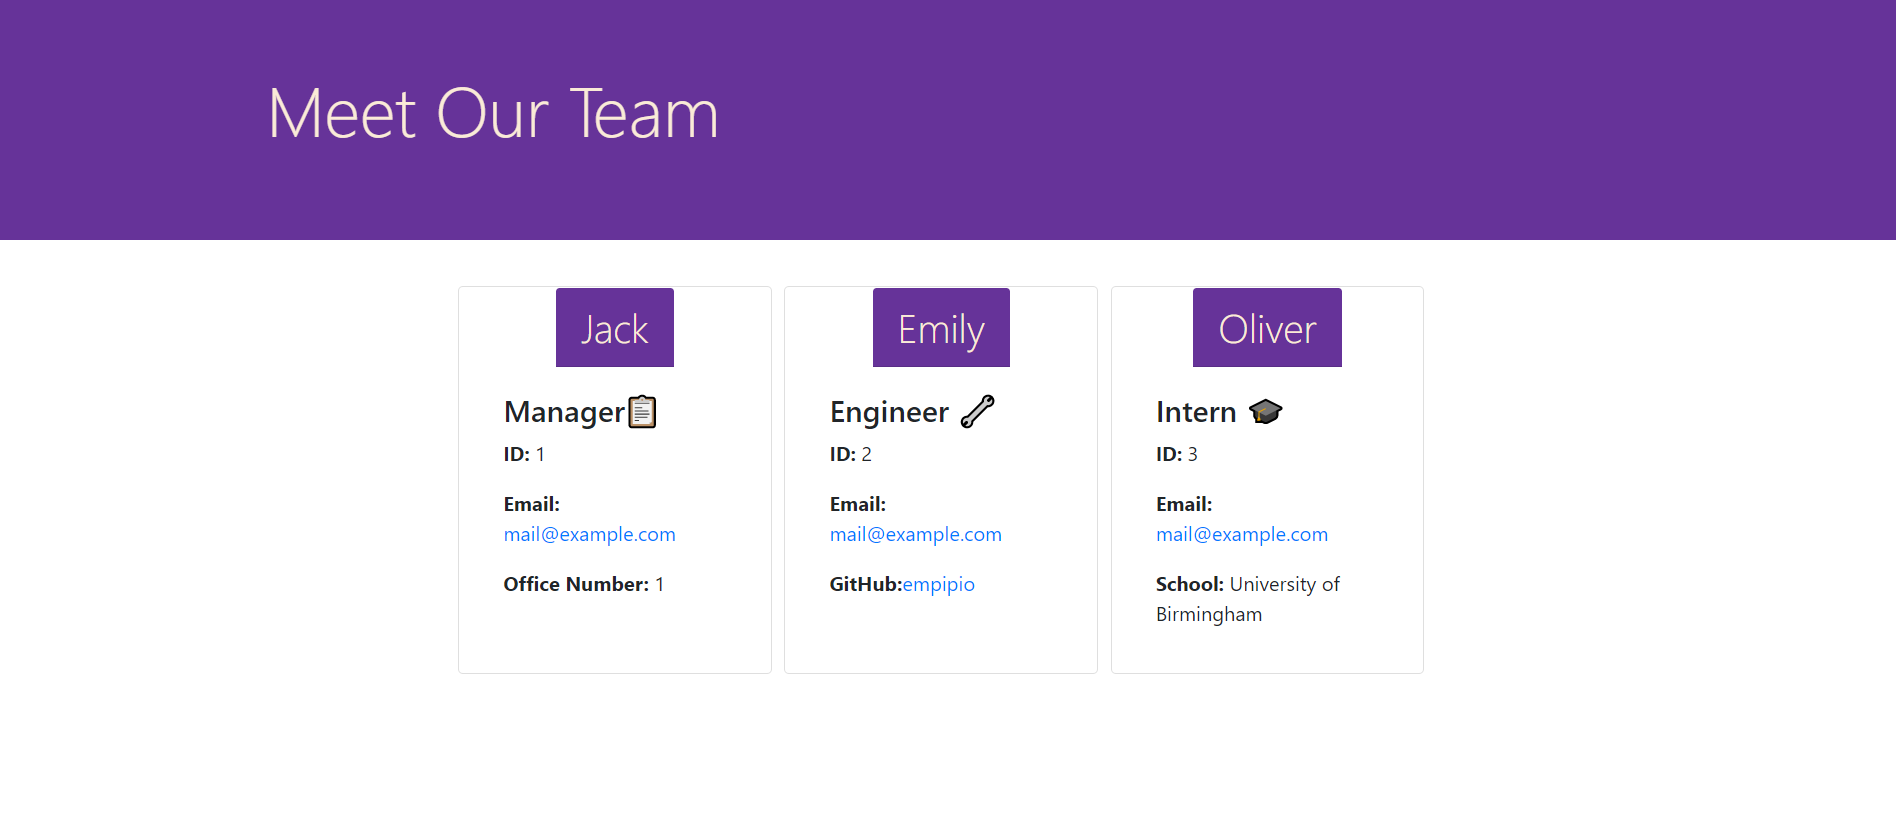 Meet Our Team
Jack
Manager
ID: 1
Email:
mail@example.com
Office Number: 1
Emily
Engineer
ID: 2
Email:
mail@example.com
GitHub:empipio
Oliver
Intern
ID: 3
Email:
mail@example.com
School: University of
Birmingham